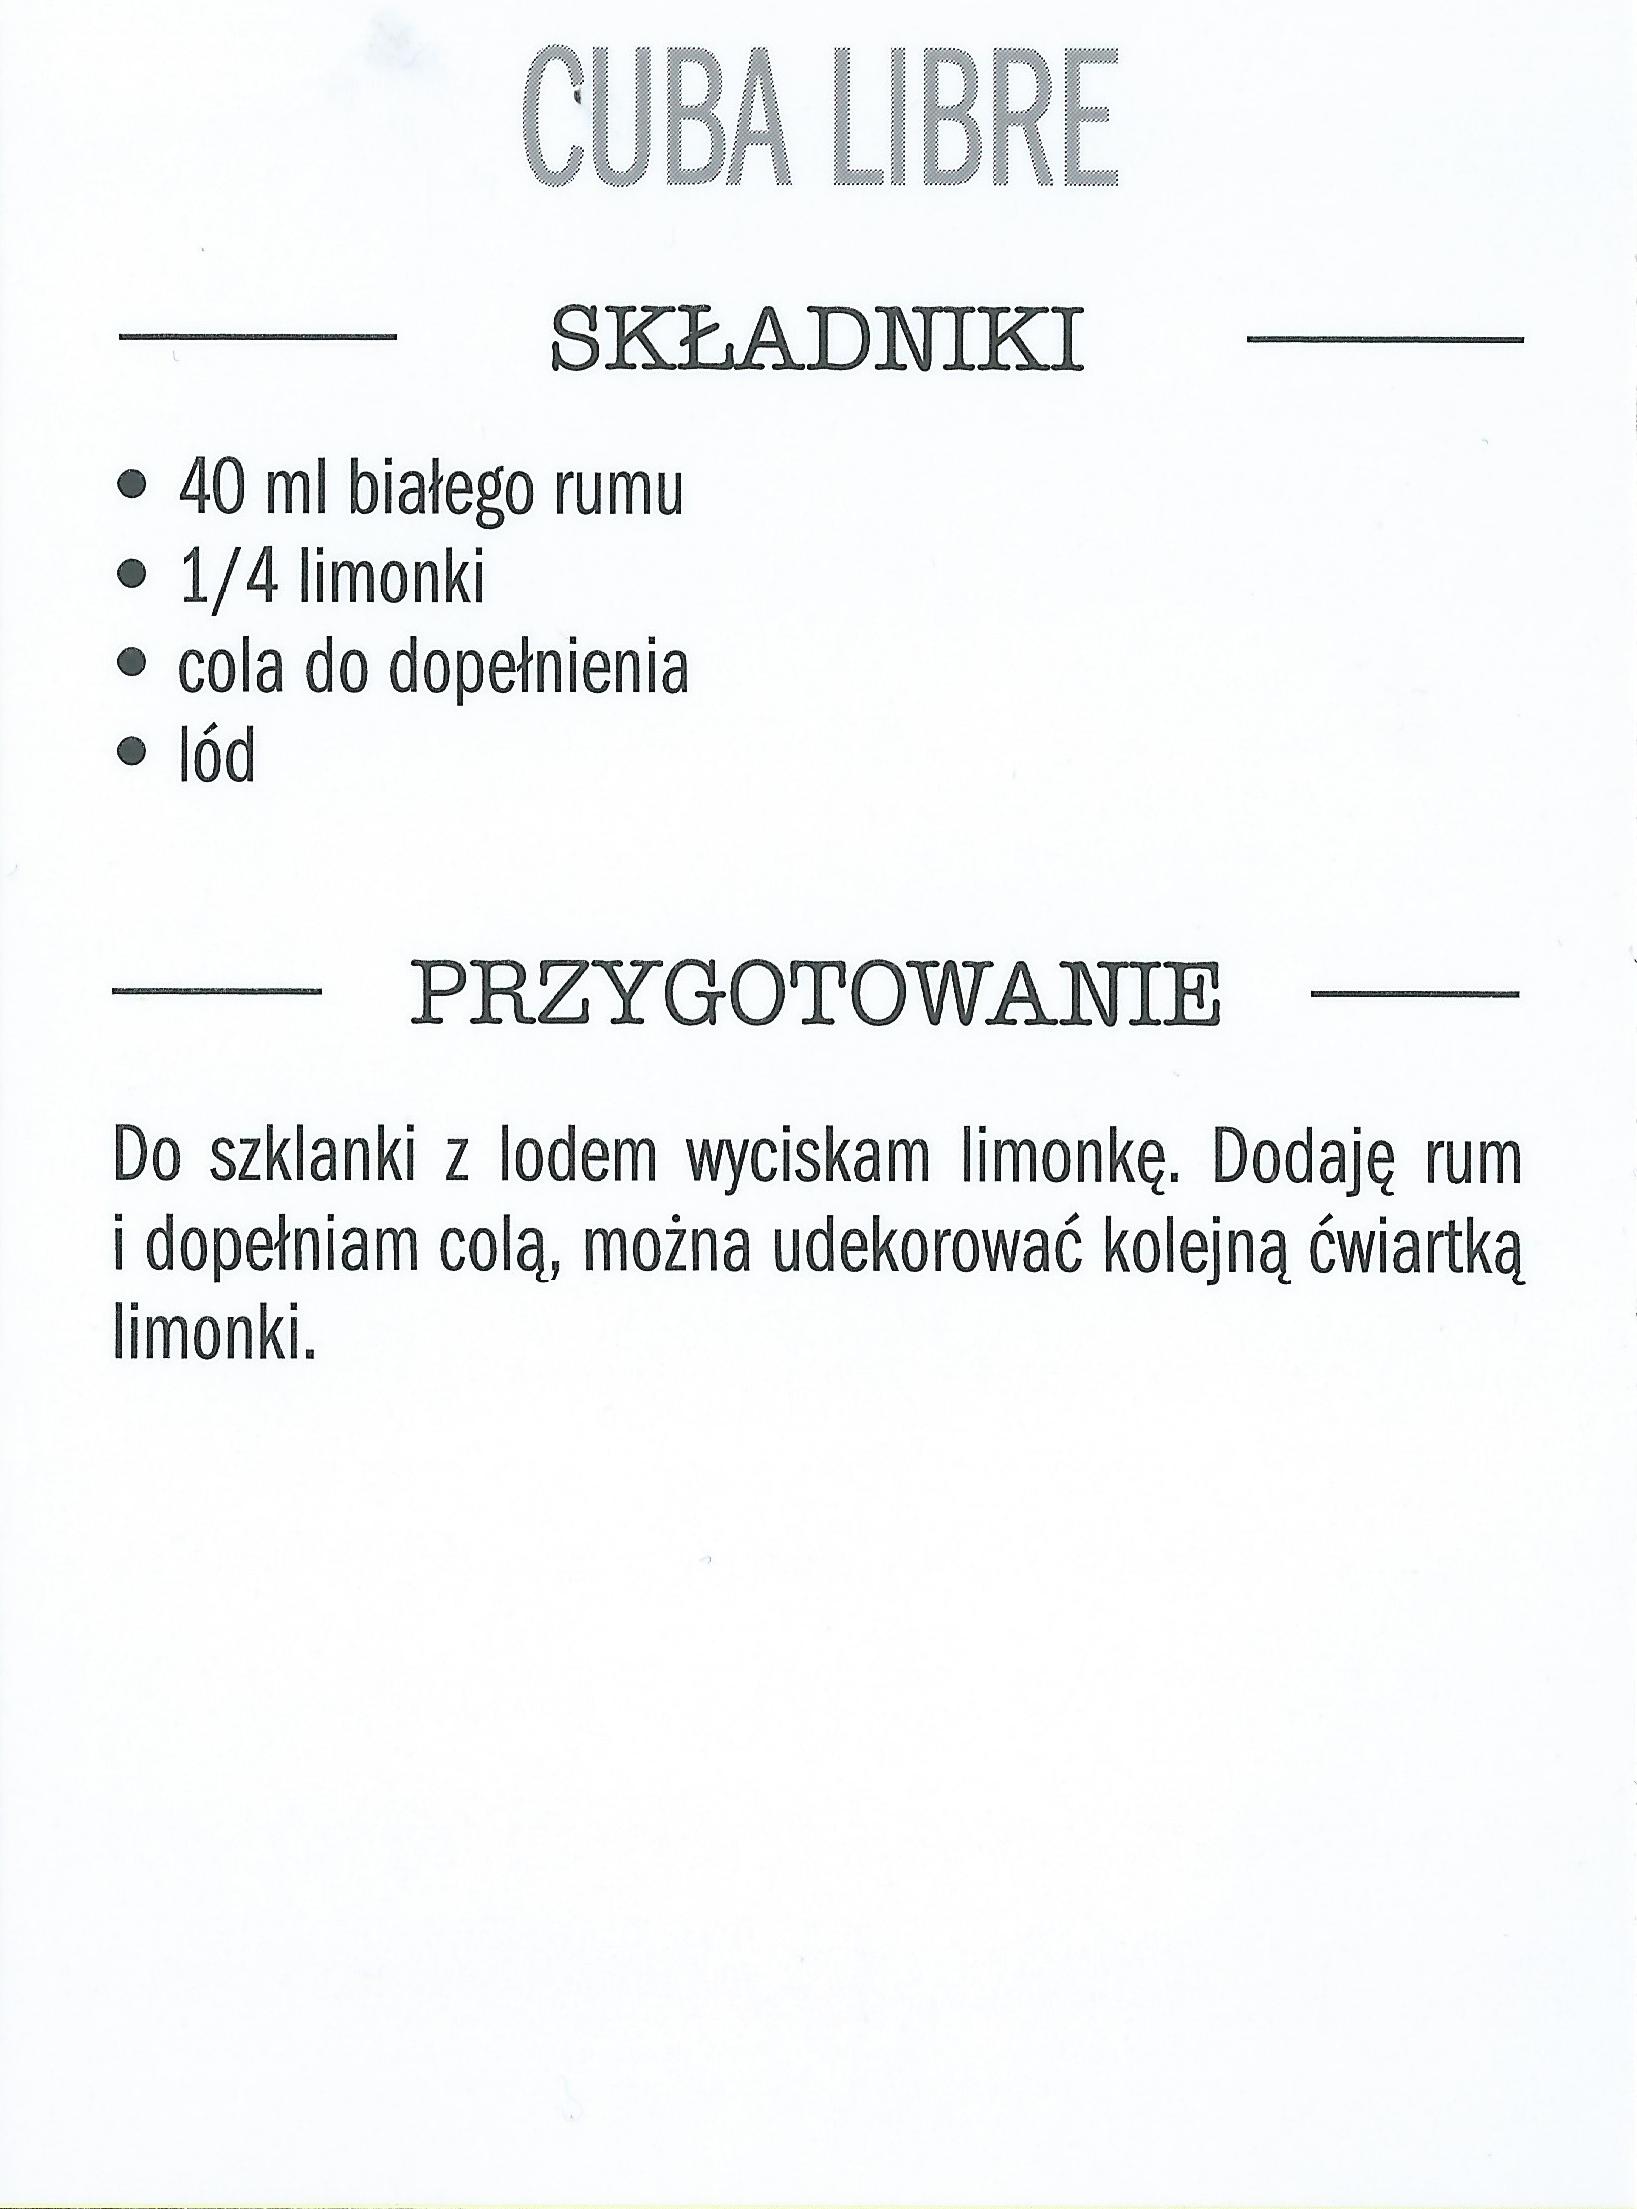 CUBA LIBRE
SKŁADNIKI
• 40 ml białego rumu
• 1/4 limonki
• cola do dopełnienia
• lód
PRZYGOTOWANIE
Do szklanki z lodem wyciskam limonkę. Dodaję rum
i dopełniam colą, można udekorować kolejną ćwiartką
limonki.